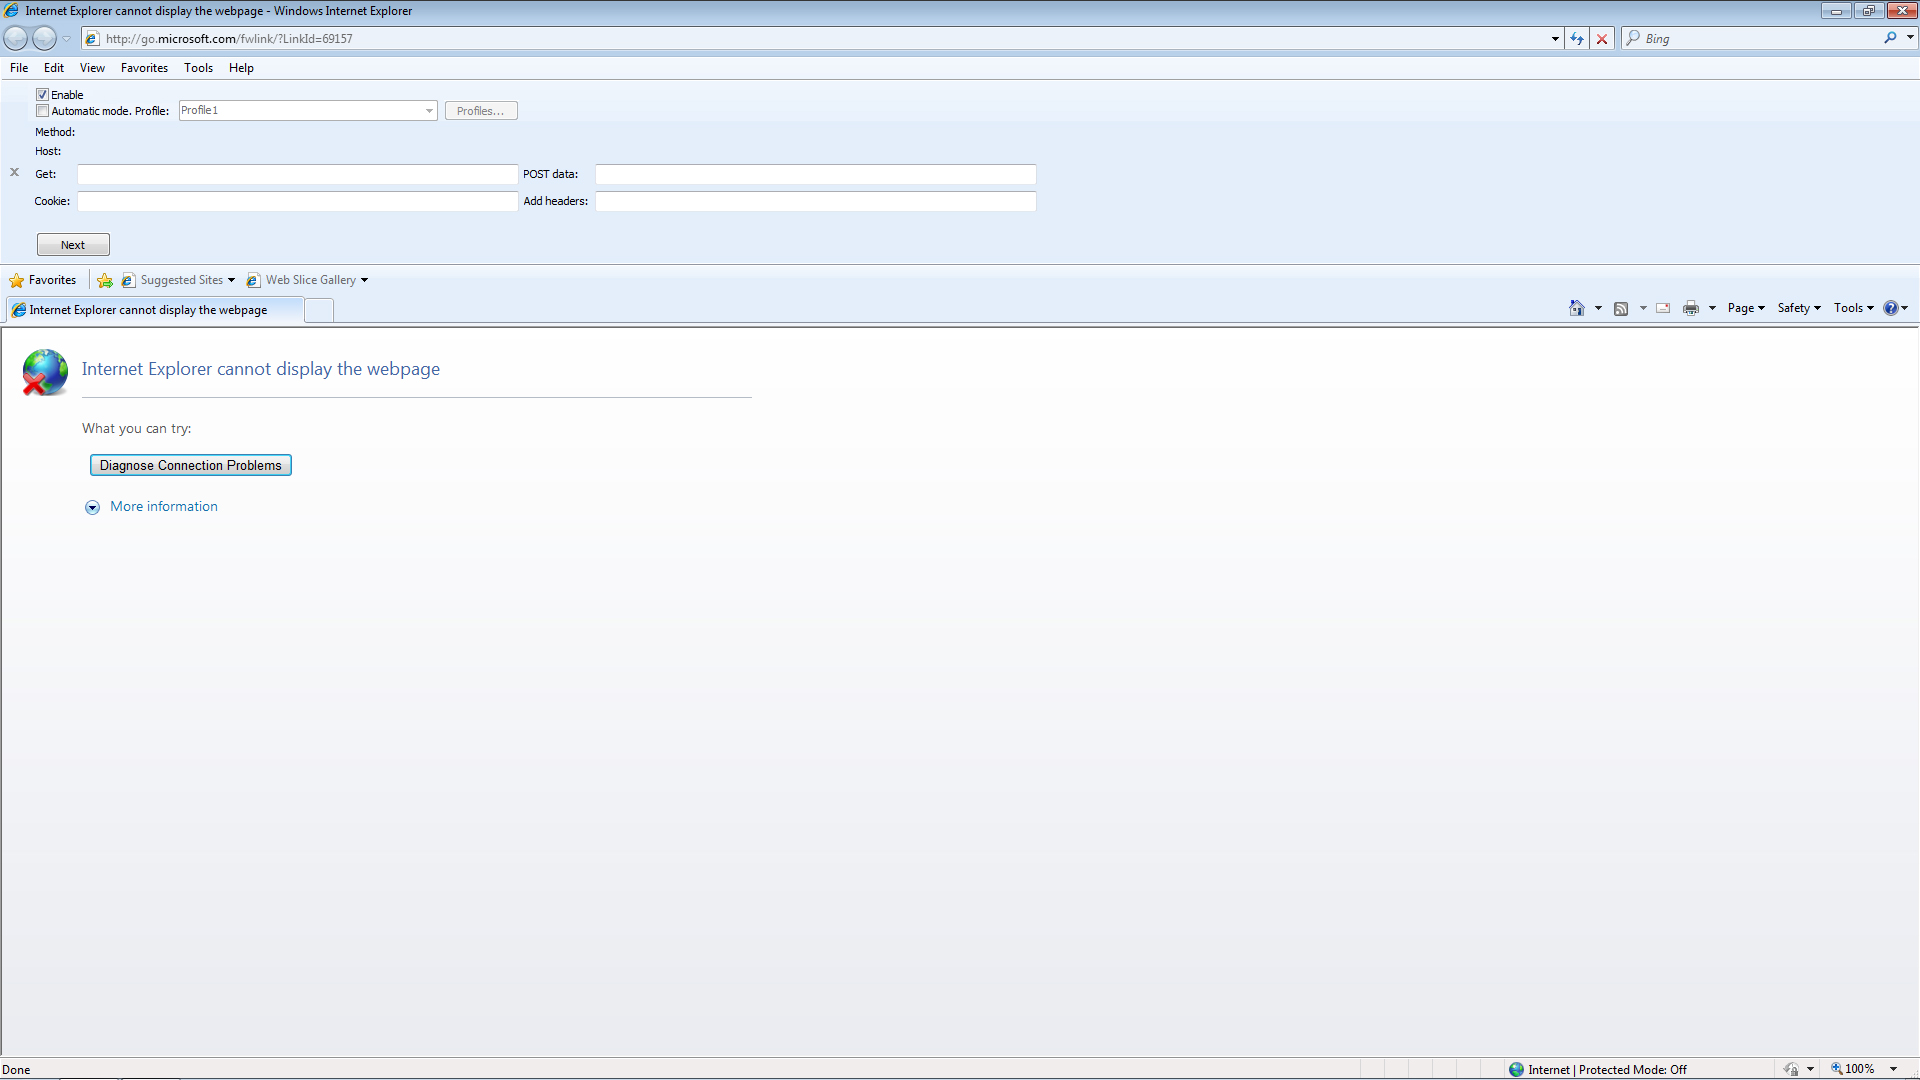 Internet Explorer cannot display the webpage - Windows Internet Explorer
http://go.microsoft.com/fwlink/?LinkId=69157
Bing
File Edit View Favorites Tools Help
Enable
Automatic mode. Profile: Profile1 Profiles...
Method:
Host:
x
Get: POST data:
Cookie: Add headers:
Next
Favorites Suggested Sites Web Slice Gallery
Internet Explorer cannot display the webpage Page Safety Tools
Internet Explorer cannot display the webpage
What you can try:
Diagnose Connection Problems
More information
Done Internet | Protected Mode: Off 100%